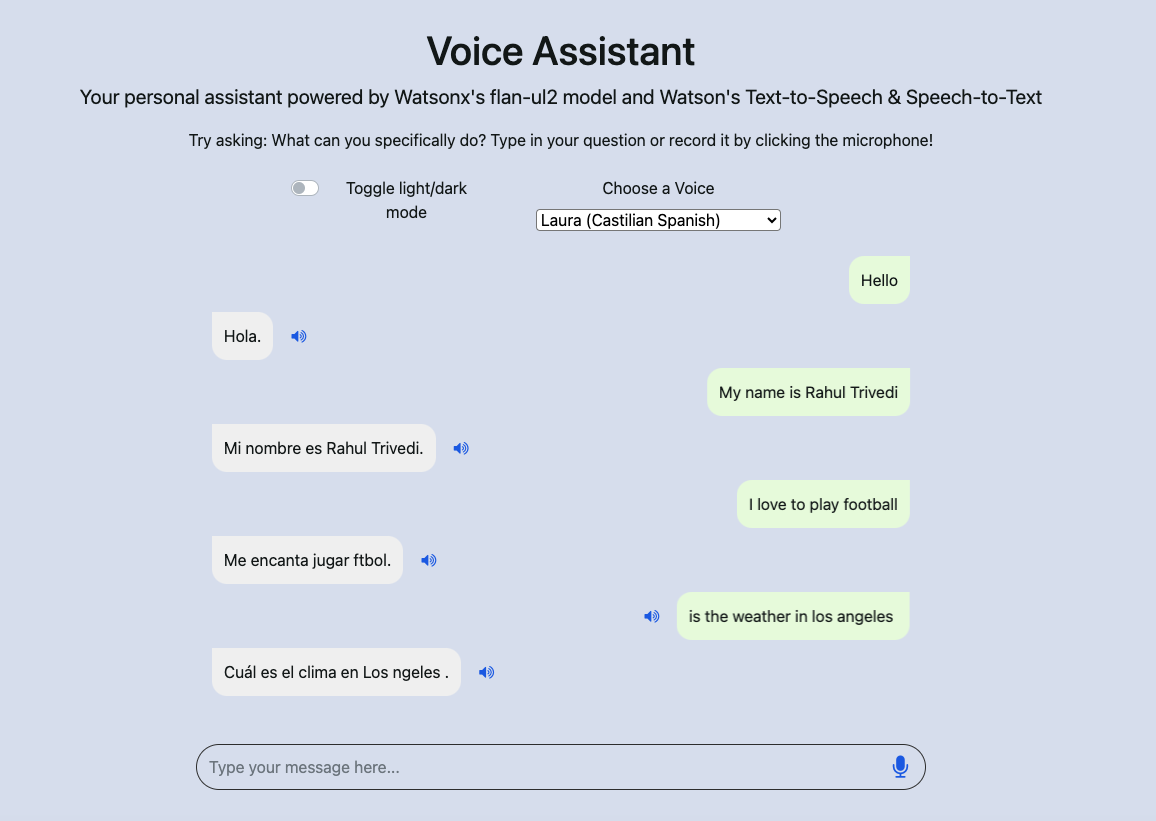 Voice Assistant
Your personal assistant powered by Watsonx's flan-ul2 model and Watson's Text-to-Speech & Speech-to-Text
Try asking: What can you specifically do? Type in your question or record it by clicking the microphone!
Toggle light/dark
mode
Choose a Voice
Laura (Castilian Spanish)
Hello
Hola.
My name is Rahul Trivedi
Mi nombre es Rahul Trivedi.
I love to play football
Me encanta jugar ftbol.
is the weather in los angeles
Cuál es el clima en Los ngeles .
Type your message here...